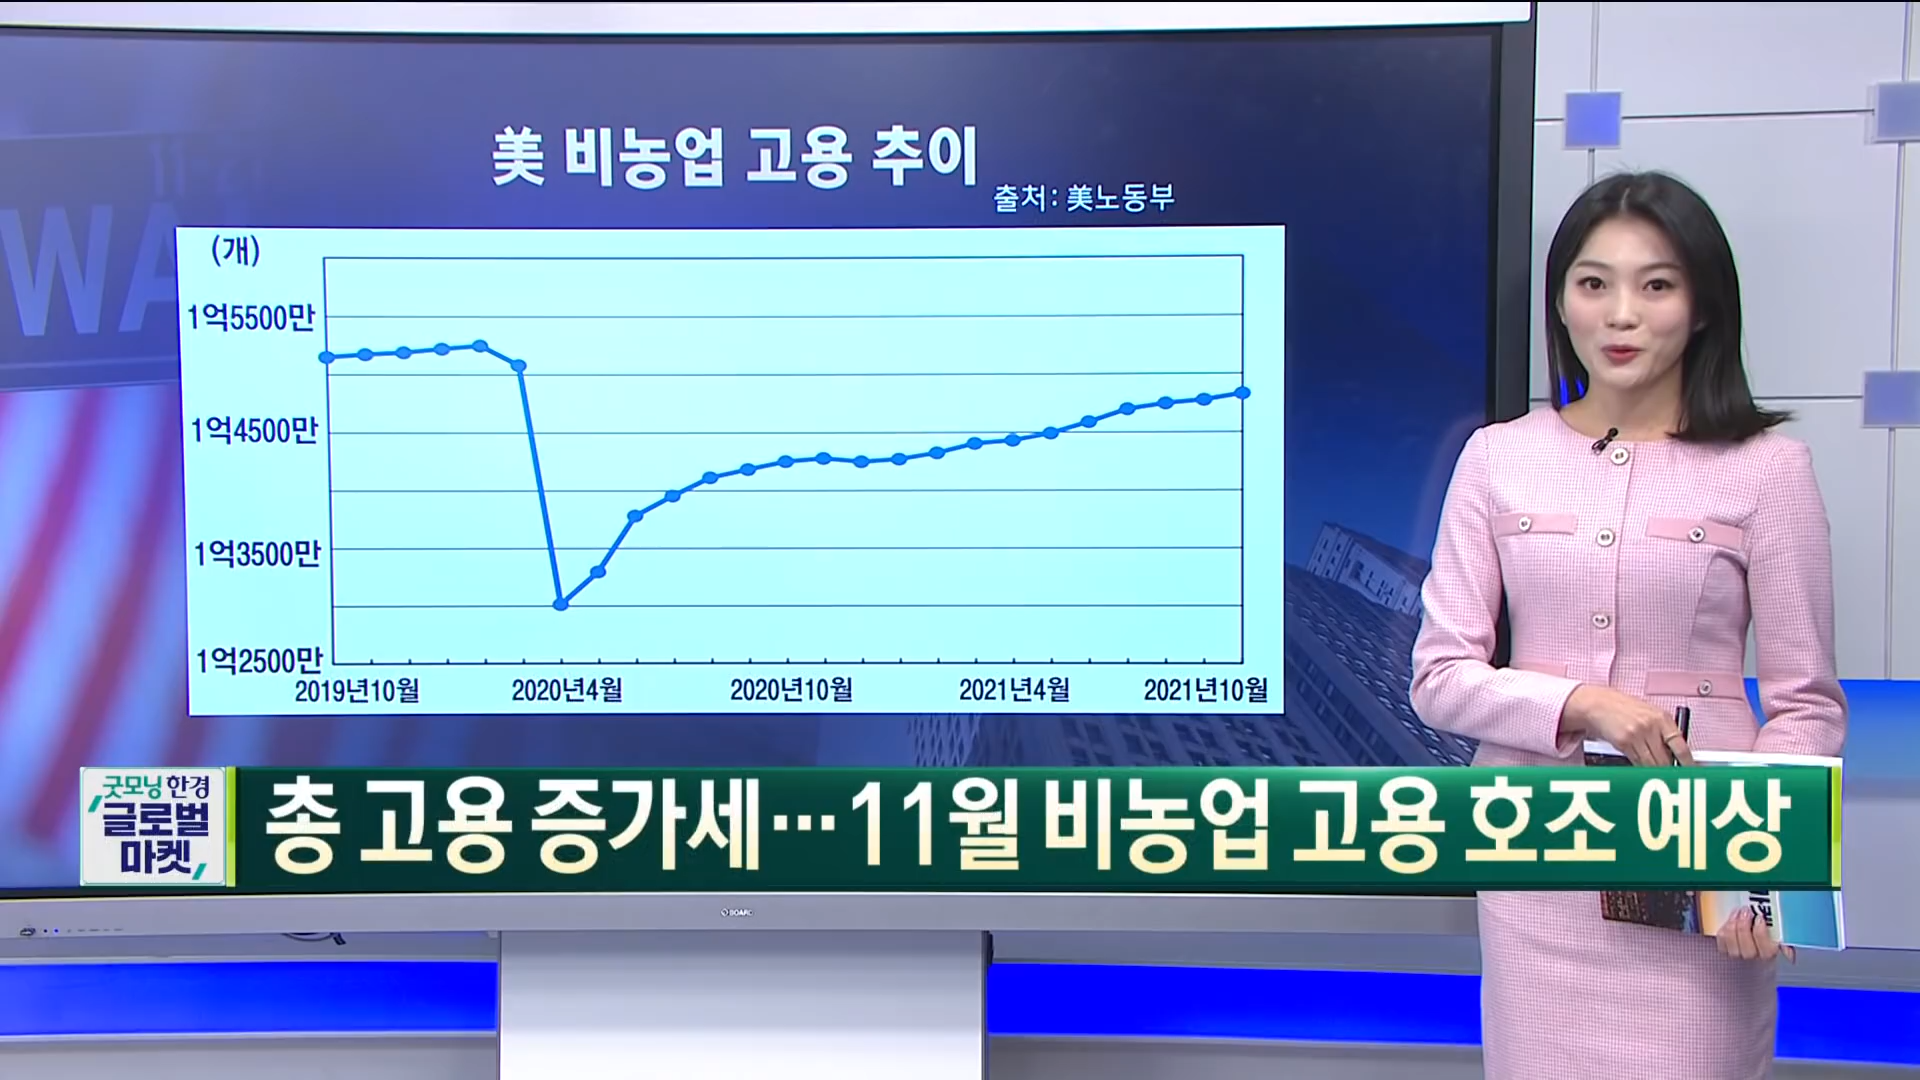 美 비농업 고용 추이
출처: 美노동부
(개)
1억5500만
1억4500만
1억3500만
1억2500만
2019년10월 2020년4월 2020년10월 2021년4월 2021년10월
WA
굿모닝 한경
글로벌
마켓
총 고용 증가세…11월 비농업 고용 호조 예상